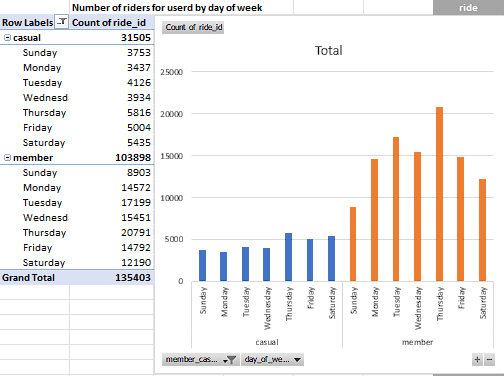 Number of riders for userd by day of week
ride
Row Labels Count of ride_id
casual 31505
Sunday 3753
Monday 3437
Tuesday 4126
Wednesd 3934
Thursday 5816
Friday 5004
Saturday 5435
member 103898
Sunday 8903
Monday 14572
Tuesday 17199
Wednesd 15451
Thursday 20791
Friday 14792
Saturday 12190
Grand Total 135403
Count of ride_id
Total
25000
20000
15000
10000
5000
0
Sunday Monday Tuesday Wednesday Thursday Friday Saturday Sunday Monday Tuesday Wednesday Thursday Friday Saturday
casual member
member_cas... day_of_we...
+ −